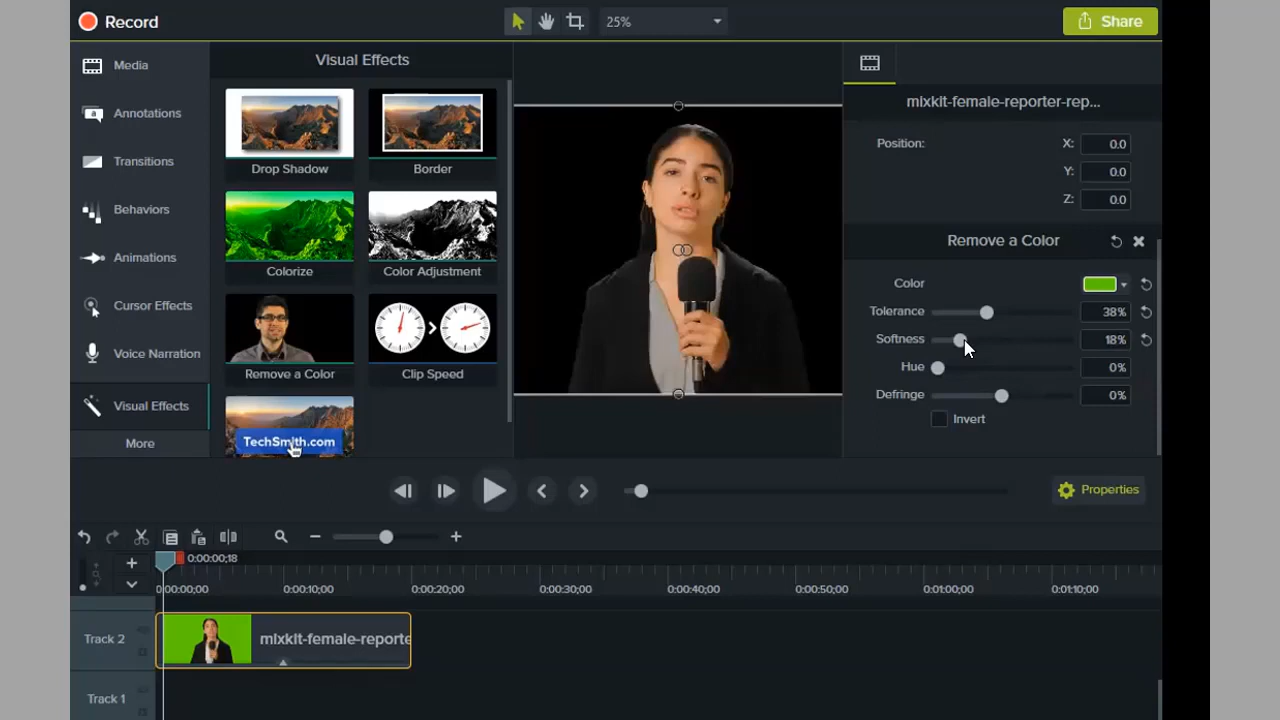 Record
25%
Share
Media
Annotations
Transitions
Behaviors
Animations
Cursor Effects
Voice Narration
Visual Effects
More
Visual Effects
Drop Shadow
Border
Colorize
Color Adjustment
Remove a Color
Clip Speed
TechSmith.com
mixkit-female-reporter-rep...
Position:
X: 0.0
Y: 0.0
Z: 0.0
Remove a Color
Color
Tolerance 38%
Softness 18%
Hue 0%
Defringe 0%
Invert
Properties
0:00:00;18
0:00:00;00 0:00:10;00 0:00:20;00 0:00:30;00 0:00:40;00 0:00:50;00 0:01:00;00 0:01:10;00
Track 2
mixkit-female-reporte
Track 1